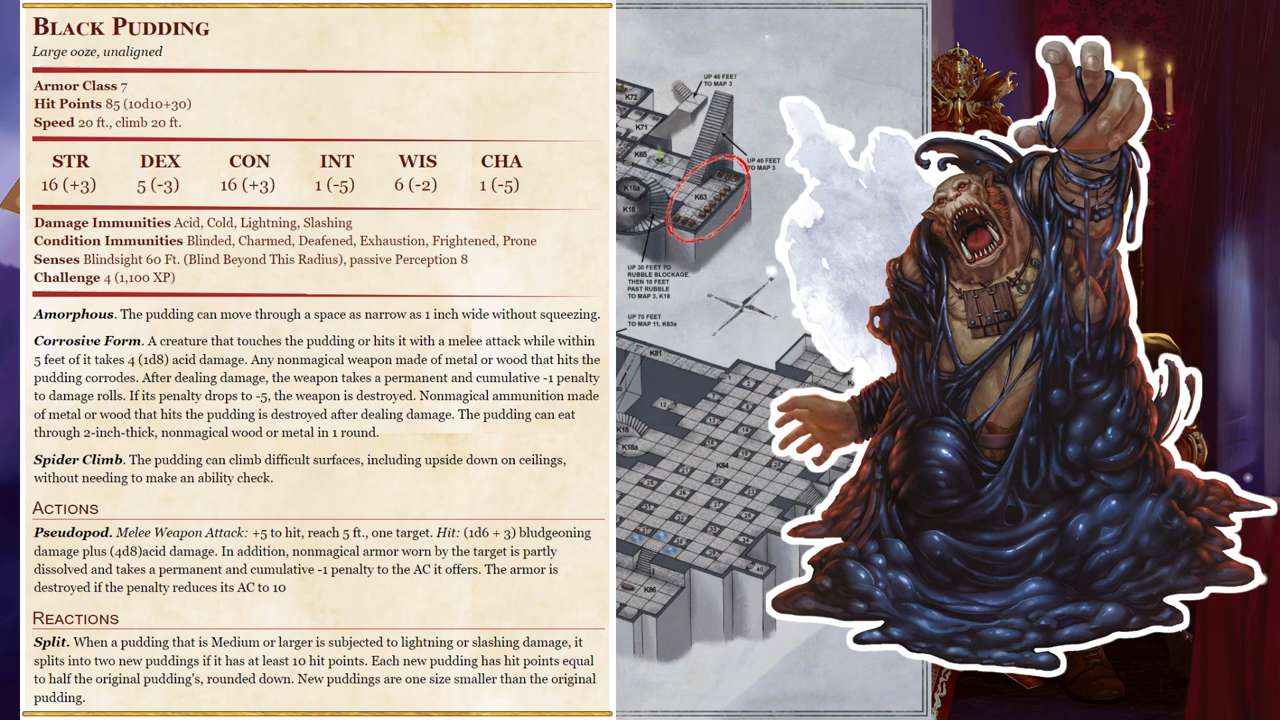 Black Pudding
Large ooze, unaligned
Armor Class 7
Hit Points 85 (10d10+30)
Speed 20 ft., climb 20 ft.
STR DEX CON INT WIS CHA
16 (+3) 5 (-3) 16 (+3) 1 (-5) 6 (-2) 1 (-5)
Damage Immunities Acid, Cold, Lightning, Slashing
Condition Immunities Blinded, Charmed, Deafened, Exhaustion, Frightened, Prone
Senses Blindsight 60 Ft. (Blind Beyond This Radius), passive Perception 8
Challenge 4 (1,100 XP)
Amorphous. The pudding can move through a space as narrow as 1 inch wide without squeezing.
Corrosive Form. A creature that touches the pudding or hits it with a melee attack while within
5 feet of it takes 4 (1d8) acid damage. Any nonmagical weapon made of metal or wood that hits the
pudding corrodes. After dealing damage, the weapon takes a permanent and cumulative -1 penalty
to damage rolls. If its penalty drops to -5, the weapon is destroyed. Nonmagical ammunition made
of metal or wood that hits the pudding is destroyed after dealing damage. The pudding can eat
through 2-inch-thick, nonmagical wood or metal in 1 round.
Spider Climb. The pudding can climb difficult surfaces, including upside down on ceilings,
without needing to make an ability check.
Actions
Pseudopod. Melee Weapon Attack: +5 to hit, reach 5 ft., one target. Hit: (1d6 + 3) bludgeoning
damage plus (4d8)acid damage. In addition, nonmagical armor worn by the target is partly
dissolved and takes a permanent and cumulative -1 penalty to the AC it offers. The armor is
destroyed if the penalty reduces its AC to 10
Reactions
Split. When a pudding that is Medium or larger is subjected to lightning or slashing damage, it
splits into two new puddings if it has at least 10 hit points. Each new pudding has hit points equal
to half the original pudding's, rounded down. New puddings are one size smaller than the original
pudding.
UP 40 FEET
TO MAP 3
K72
K71
K65
UP 40 FEET
TO MAP 3
K18a
K63
K18
UP 30 FEET TO
RUBBLE BLOCKAGE.
THEN 10 FEET
PAST RUBBLE
TO MAP 3, K18
UP 70 FEET
TO MAP 11, K83a
K81
K18
K18a
K84
40
K86